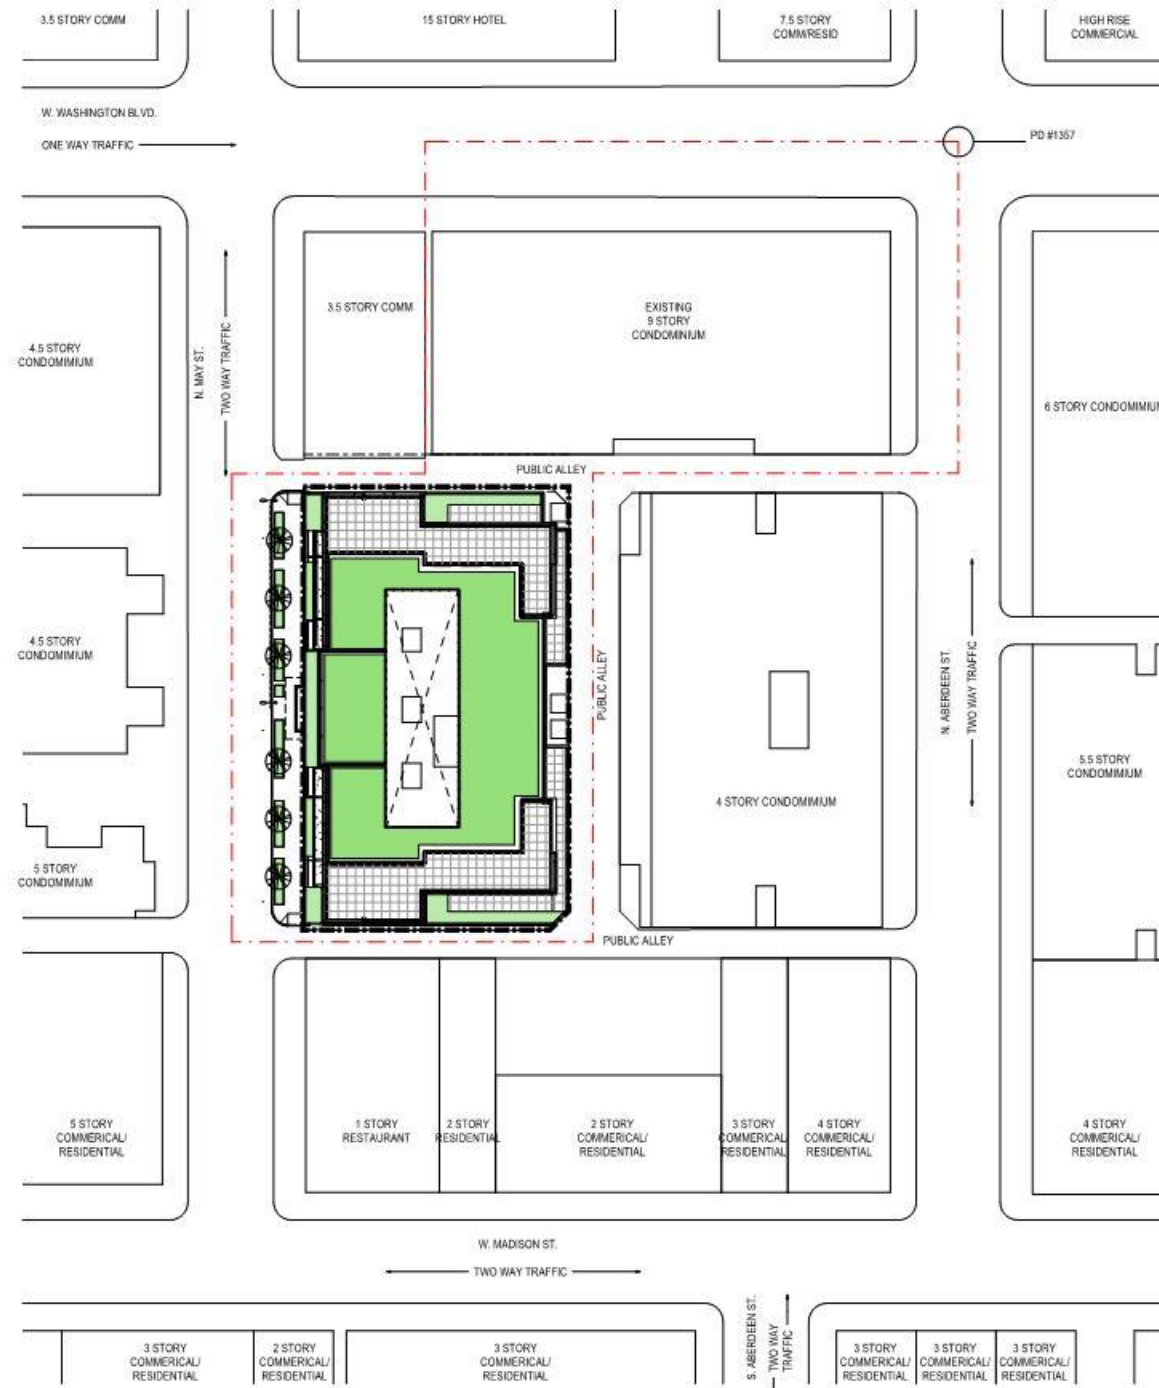 3.5 STORY COMM
15 STORY HOTEL
7.5 STORY
COMM/RESID
HIGH RISE
COMMERCIAL
W. WASHINGTON BLVD.
ONE WAY TRAFFIC
PD #1357
3.5 STORY COMM
EXISTING
9 STORY
CONDOMINIUM
4.5 STORY
CONDOMIMIUM
N. MAY ST.
TWO WAY TRAFFIC
6 STORY CONDOMIMIUM
PUBLIC ALLEY
4.5 STORY
CONDOMIMIUM
PUBLIC ALLEY
N. ABERDEEN ST.
TWO WAY TRAFFIC
5.5 STORY
CONDOMIMIUM
4 STORY CONDOMIMIUM
5 STORY
CONDOMIMIUM
PUBLIC ALLEY
5 STORY
COMMERICAL/
RESIDENTIAL
1 STORY
RESTAURANT
2 STORY
RESIDENTIAL
2 STORY
COMMERICAL/
RESIDENTIAL
3 STORY
COMMERICAL/
RESIDENTIAL
4 STORY
COMMERICAL/
RESIDENTIAL
4 STORY
COMMERICAL/
RESIDENTIAL
W. MADISON ST.
TWO WAY TRAFFIC
S. ABERDEEN ST.
TWO WAY
TRAFFIC
3 STORY
COMMERICAL/
RESIDENTIAL
2 STORY
COMMERICAL/
RESIDENTIAL
3 STORY
COMMERICAL/
RESIDENTIAL
3 STORY
COMMERICAL/
RESIDENTIAL
3 STORY
COMMERICAL/
RESIDENTIAL
3 STORY
COMMERICAL/
RESIDENTIAL